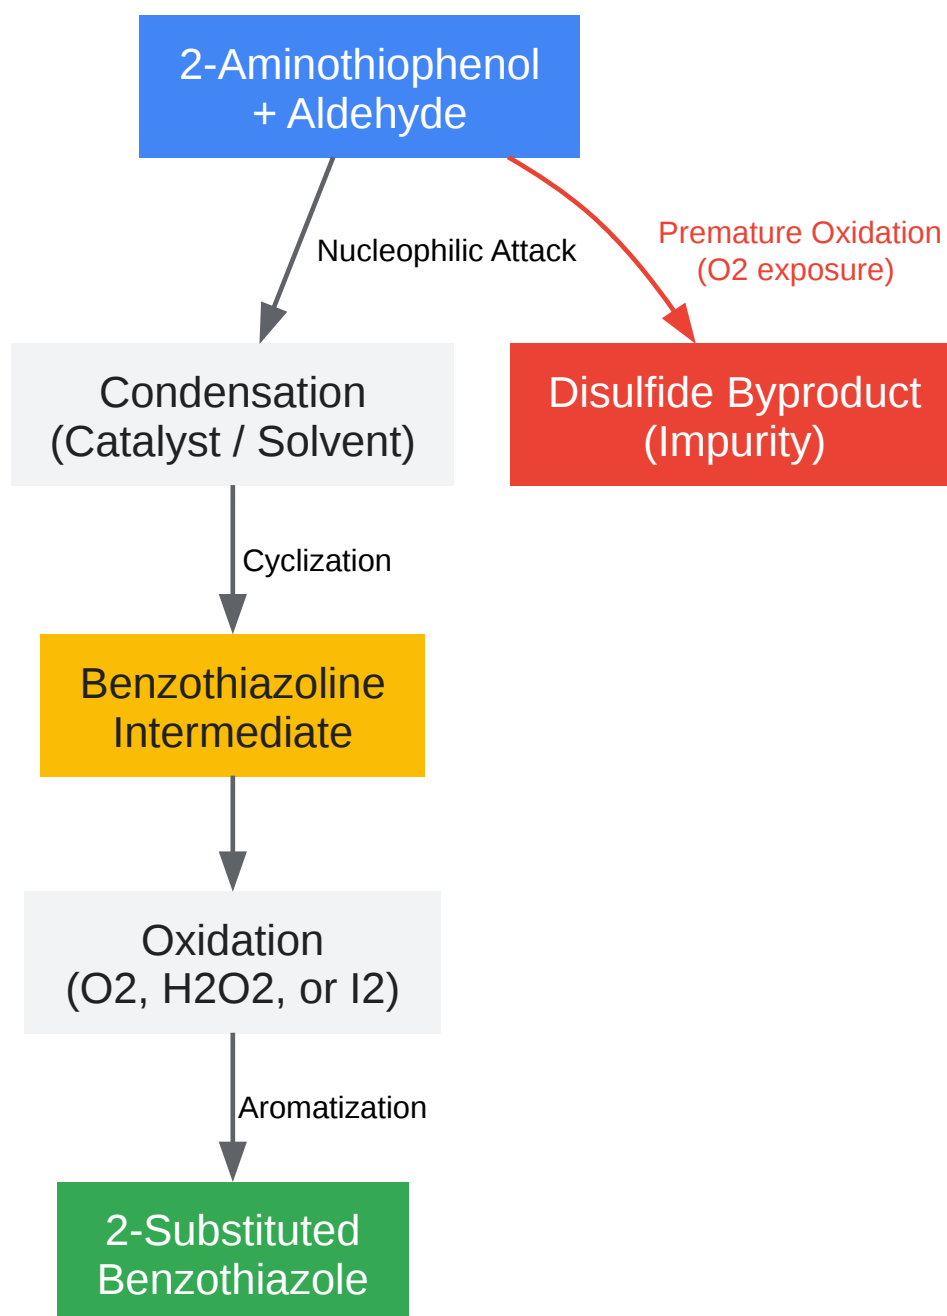 2-Aminothiophenol
+ Aldehyde
Nucleophilic Attack
Premature Oxidation
(O2 exposure)
Condensation
(Catalyst / Solvent)
Disulfide Byproduct
(Impurity)
Cyclization
Benzothiazoline
Intermediate
Oxidation
(O2, H2O2, or I2)
Aromatization
2-Substituted
Benzothiazole